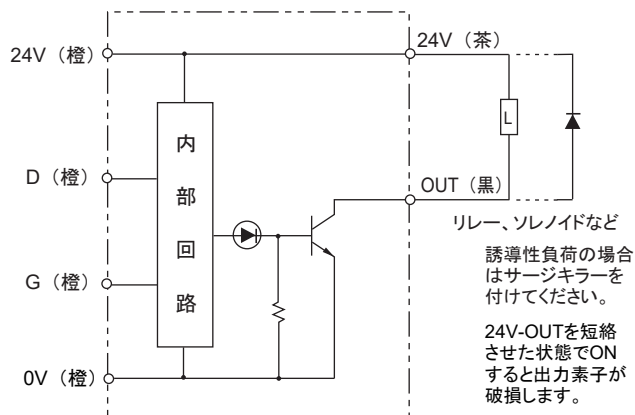 24V（橙）
24V（茶）
L
内
部
回
路
D（橙）
OUT（黒）
リレー、ソレノイドなど
誘導性負荷の場合
はサージキラーを
付けてください。
G（橙）
24V-OUTを短絡
させた状態でON
すると出力素子が
破損します。
0V（橙）